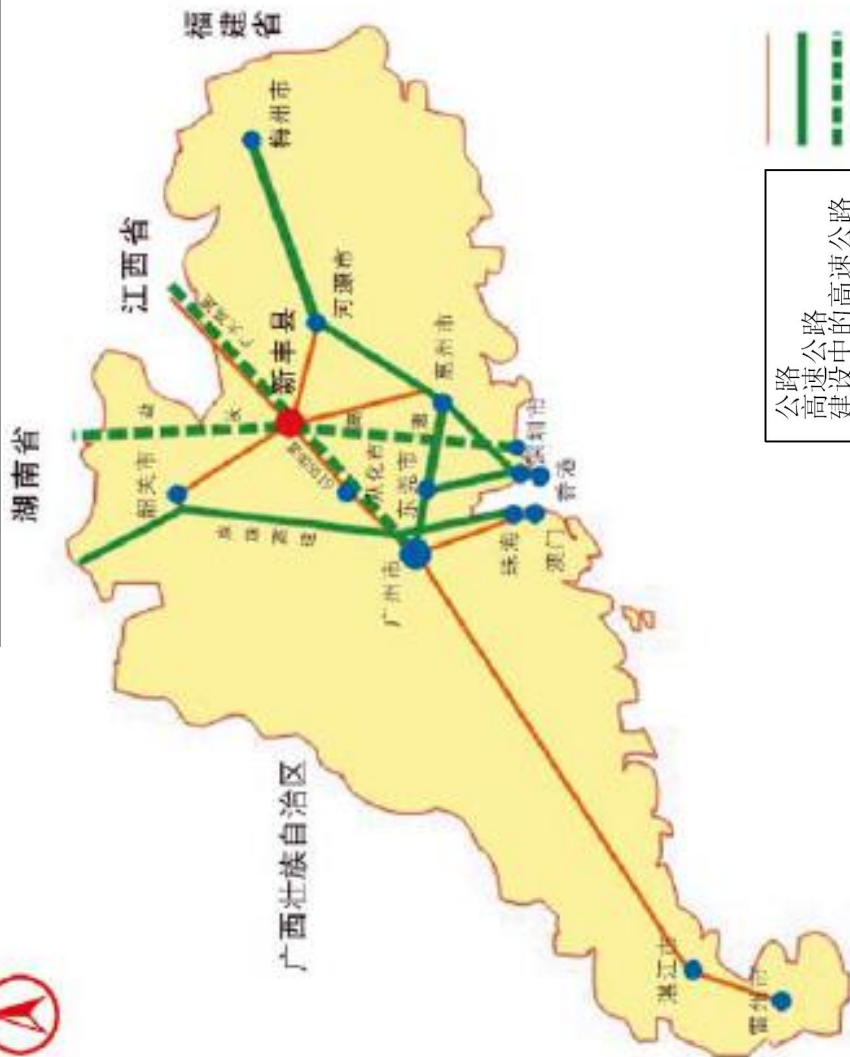 湖南省
江西省
福建省
广西壮族自治区
韶关市
新丰县
梅州市
河源市
惠州市
从化市
东莞市
广州市
深圳市
香港
珠海
澳门
湛江市
雷州市
公路
高速公路
建设中的高速公路